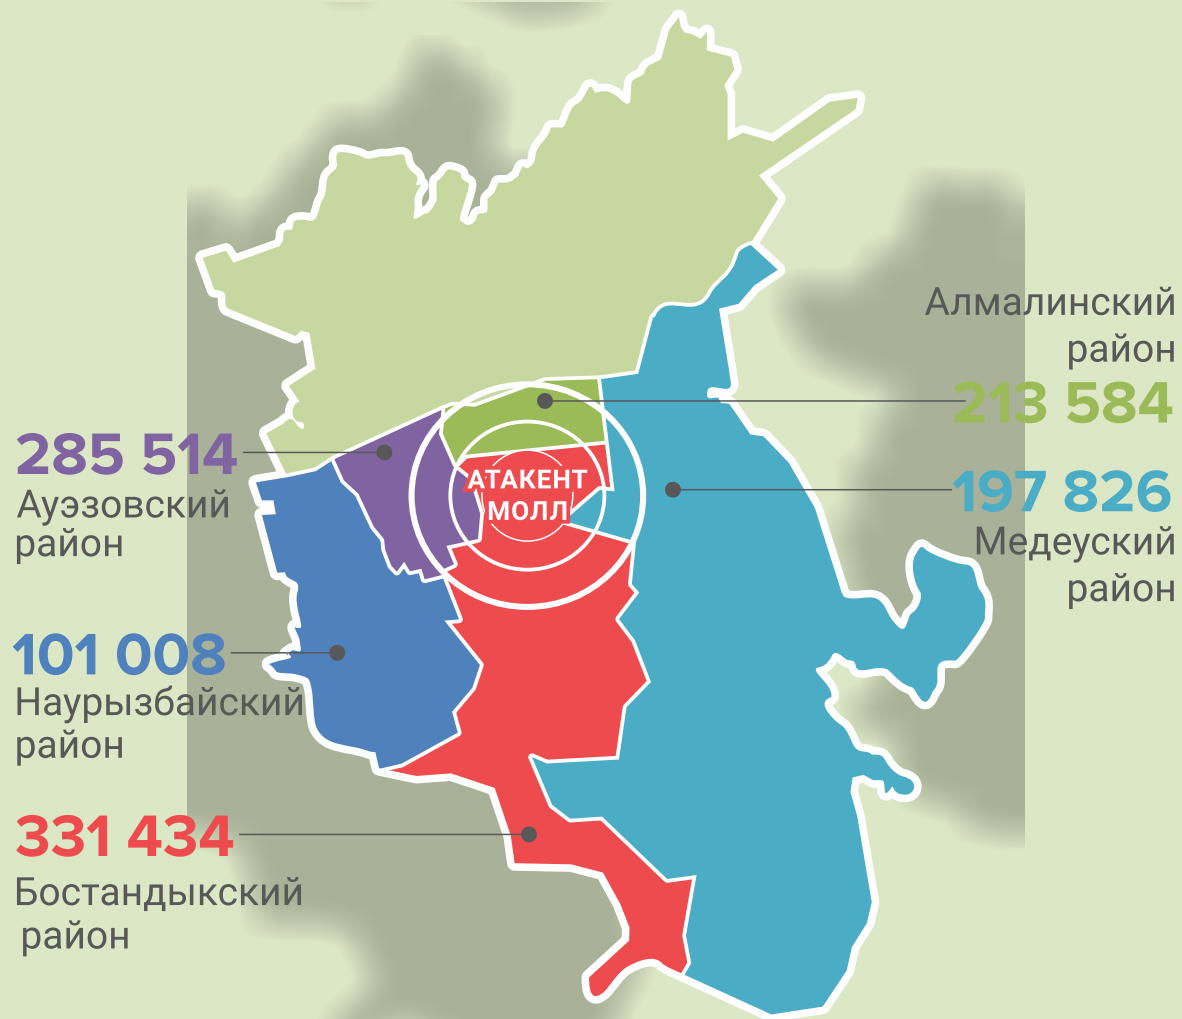 Алмалинский
район
213 584
285 514
Ауэзовский
район
АТАКЕНТ
МОЛЛ
197 826
Медеуский
район
101 008
Наурызбайский
район
331 434
Бостандыкский
район